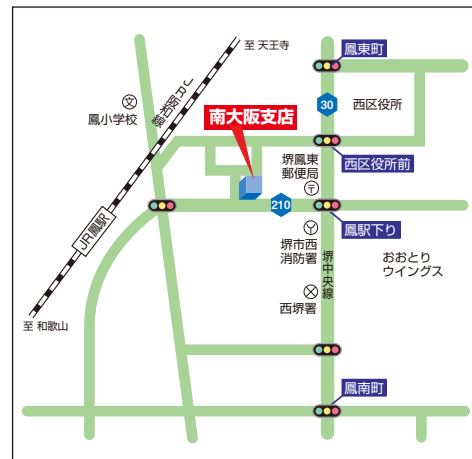 至 天王寺
鳳東町
30
西区役所
JR阪和線
文
鳳小学校
南大阪支店
堺鳳東
郵便局
西区役所前
210
鳳駅下り
JR鳳駅
堺市西
消防署
堺中央線
おおとり
ウイングス
西堺署
至 和歌山
鳳南町